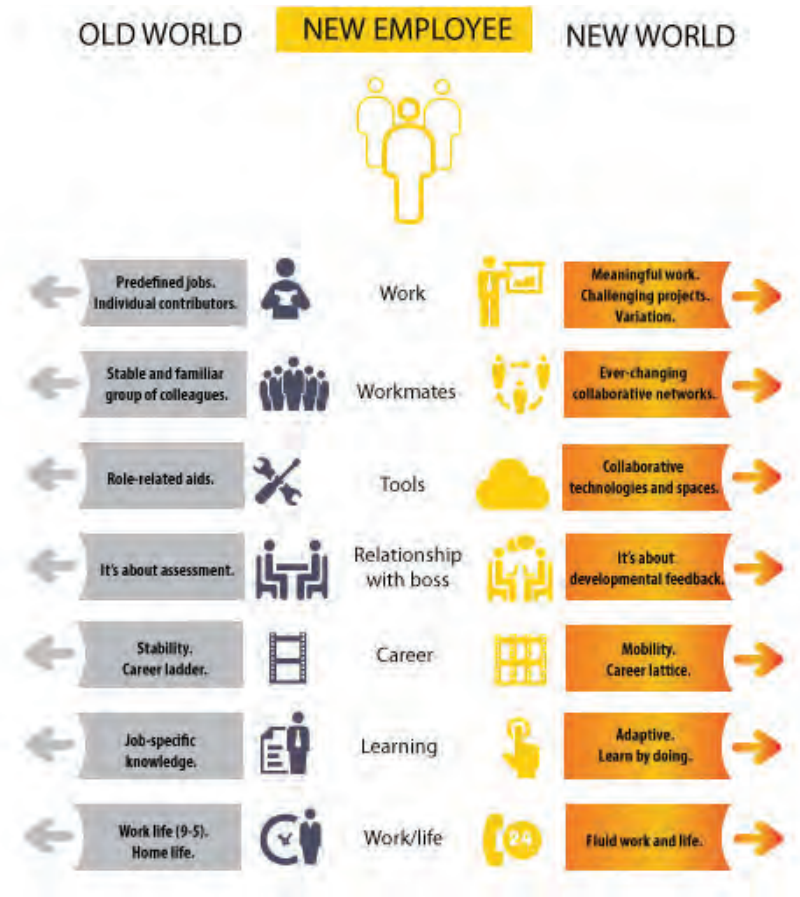 OLD WORLD
NEW EMPLOYEE
NEW WORLD
Predefined jobs.
Individual contributors.
Work
Meaningful work.
Challenging projects.
Variation.
Stable and familiar
group of colleagues.
Workmates
Ever-changing
collaborative networks.
Role-related aids.
Tools
Collaborative
technologies and spaces.
It's about assessment.
Relationship
with boss
It's about
developmental feedback.
Stability.
Career ladder.
Career
Mobility.
Career lattice.
Job-specific
knowledge.
Learning
Adaptive.
Learn by doing.
Work life (9-5).
Home life.
Work/life
24
Fluid work and life.